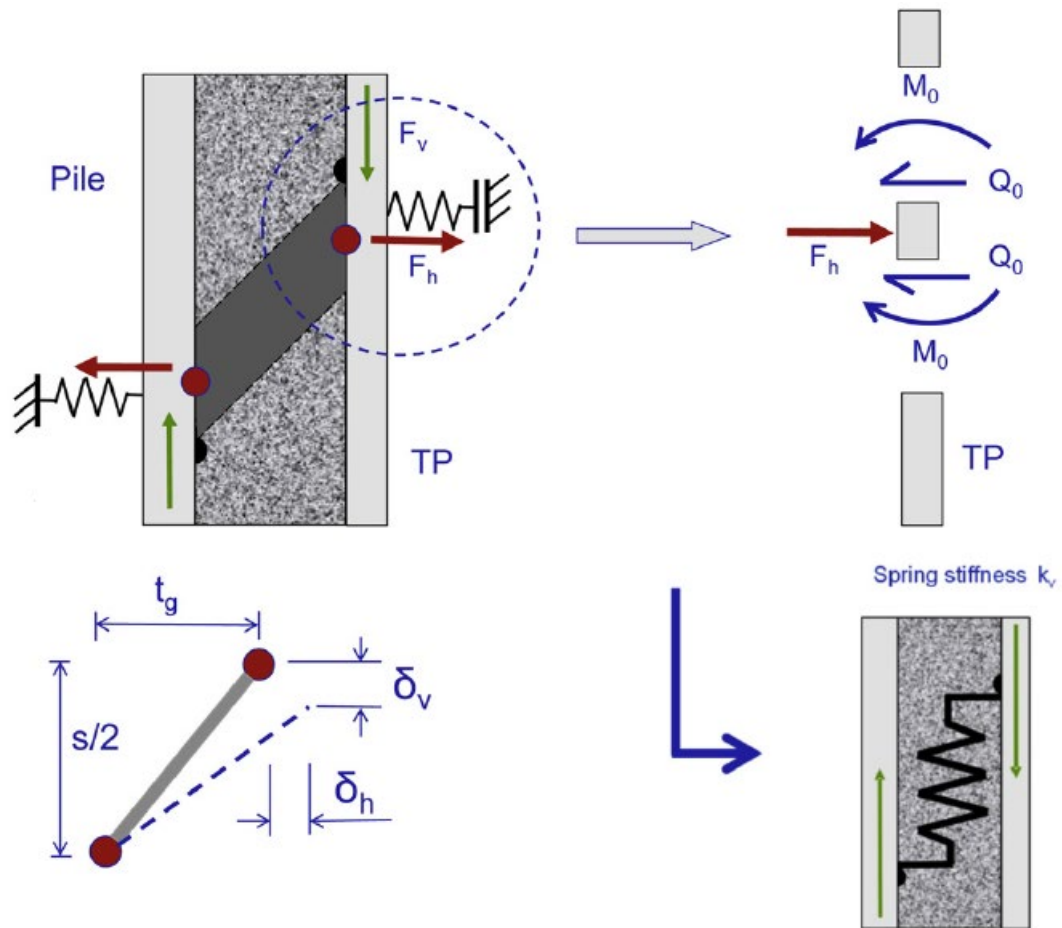 Pile
F_v
F_h
TP
M_0
Q_0
F_h
Q_0
M_0
TP
t_g
s/2
δ_v
δ_h
Spring stiffness k_v